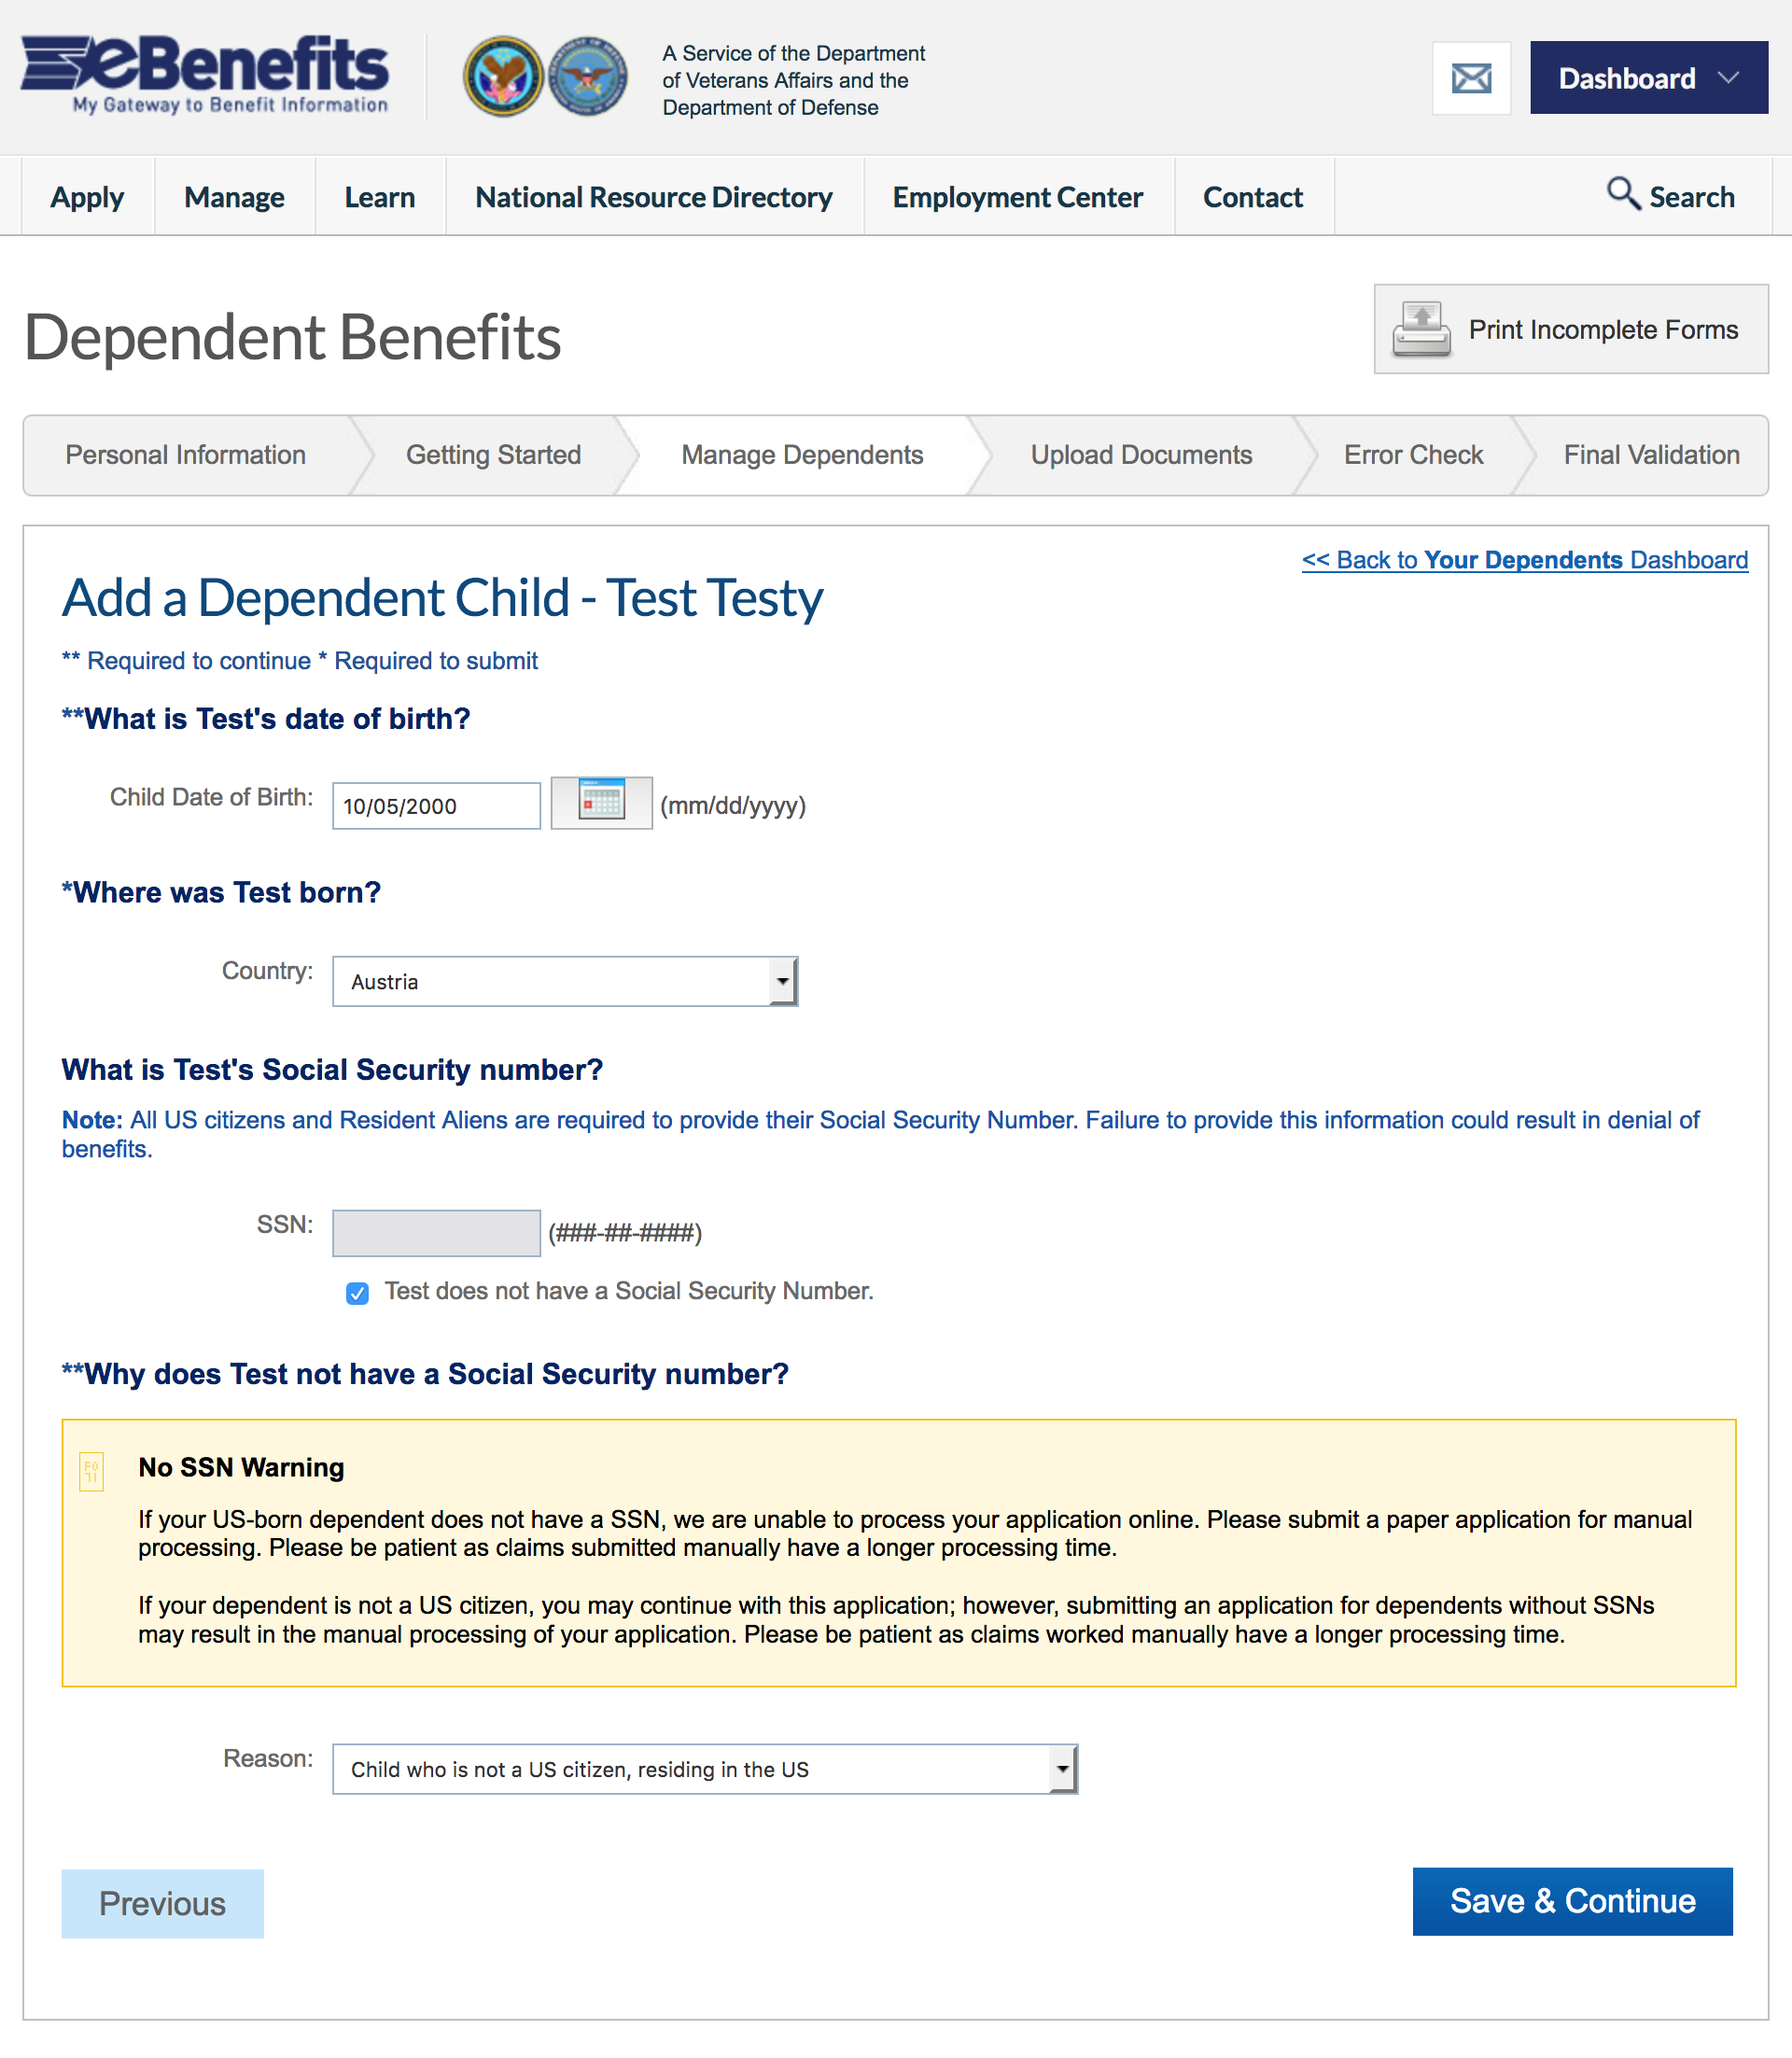 eBenefits
My Gateway to Benefit Information
A Service of the Department
of Veterans Affairs and the
Department of Defense
Dashboard
Apply
Manage
Learn
National Resource Directory
Employment Center
Contact
Search
Dependent Benefits
Print Incomplete Forms
Personal Information
Getting Started
Manage Dependents
Upload Documents
Error Check
Final Validation
<< Back to Your Dependents Dashboard
Add a Dependent Child - Test Testy
** Required to continue * Required to submit
**What is Test's date of birth?
Child Date of Birth: 10/05/2000 (mm/dd/yyyy)
*Where was Test born?
Country: Austria
What is Test's Social Security number?
Note: All US citizens and Resident Aliens are required to provide their Social Security Number. Failure to provide this information could result in denial of
benefits.
SSN: (###-##-####)
Test does not have a Social Security Number.
**Why does Test not have a Social Security number?
No SSN Warning
If your US-born dependent does not have a SSN, we are unable to process your application online. Please submit a paper application for manual
processing. Please be patient as claims submitted manually have a longer processing time.
If your dependent is not a US citizen, you may continue with this application; however, submitting an application for dependents without SSNs
may result in the manual processing of your application. Please be patient as claims worked manually have a longer processing time.
Reason: Child who is not a US citizen, residing in the US
Previous
Save & Continue